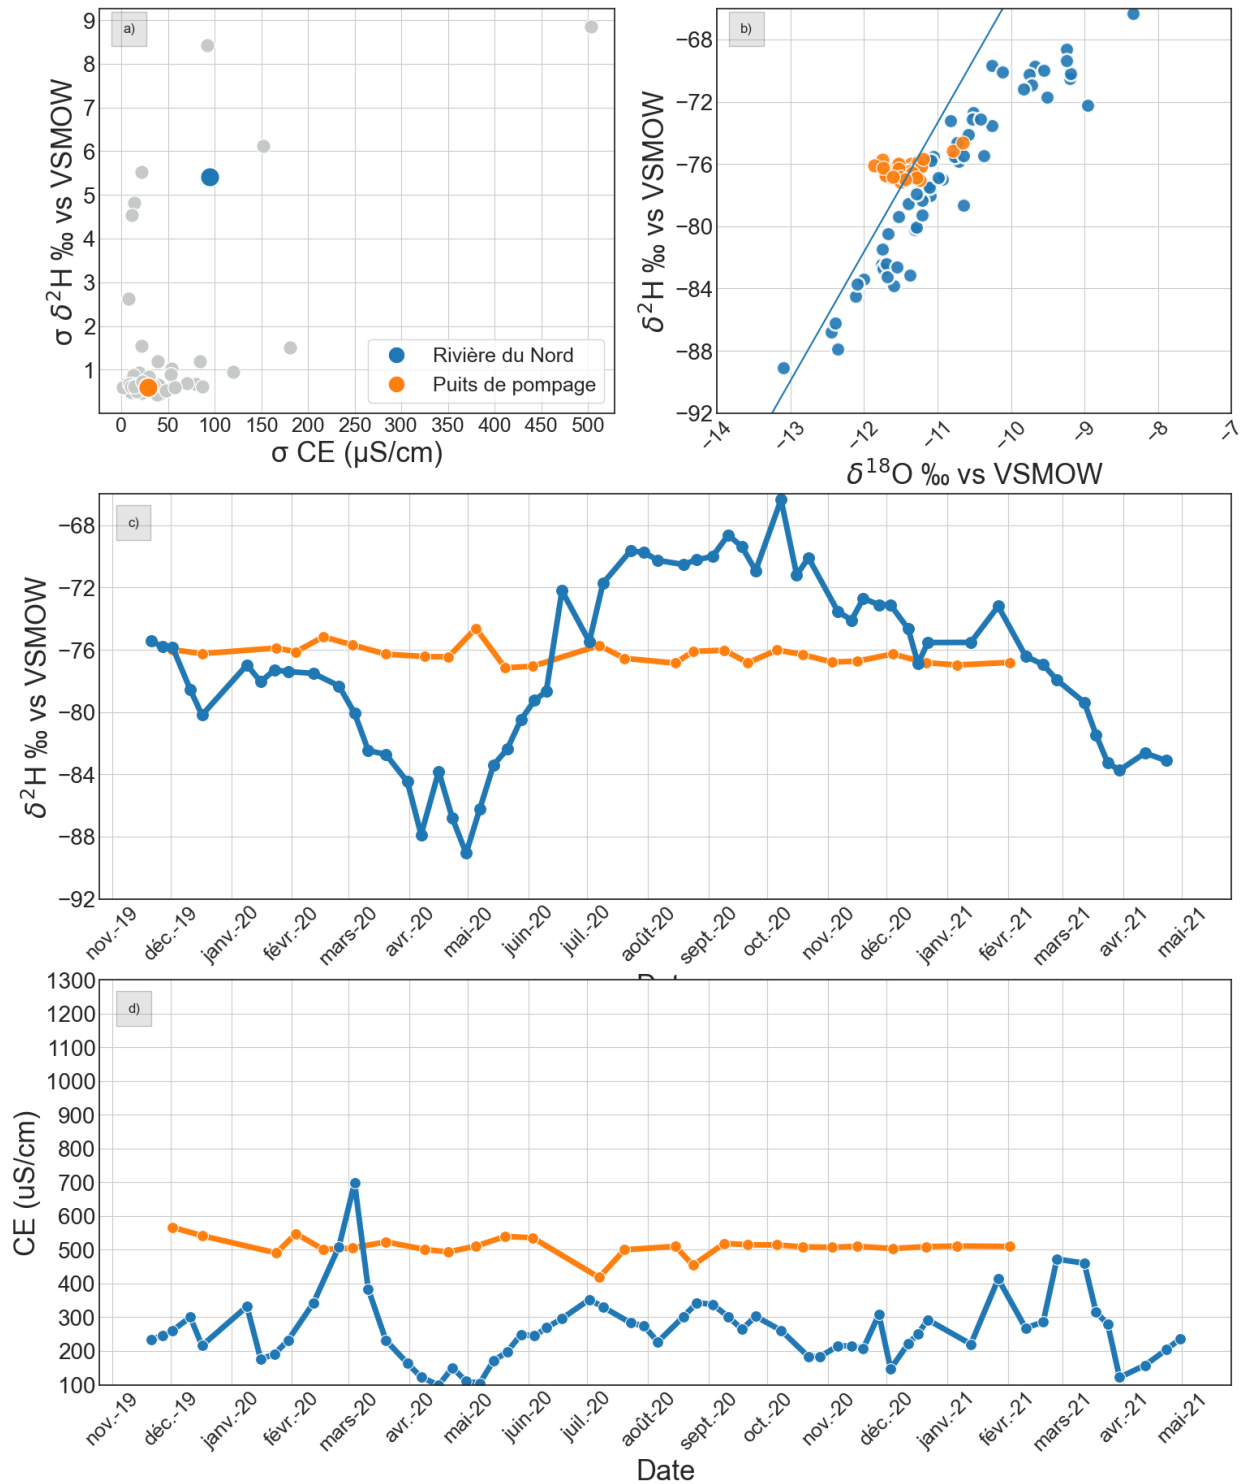 a)
9
8
7
6
5
4
3
2
1
σ δ²H ‰ vs VSMOW
0 50 100 150 200 250 300 350 400 450 500
σ CE (µS/cm)
Rivière du Nord
Puits de pompage
b)
−68
−72
−76
−80
−84
−88
−92
δ²H ‰ vs VSMOW
−14 −13 −12 −11 −10 −9 −8 −7
δ¹⁸O ‰ vs VSMOW
c)
−68
−72
−76
−80
−84
−88
−92
δ²H ‰ vs VSMOW
nov.-19 déc.-19 janv.-20 févr.-20 mars-20 avr.-20 mai-20 juin-20 juil.-20 août-20 sept.-20 oct.-20 nov.-20 déc.-20 janv.-21 févr.-21 mars-21 avr.-21 mai-21
d)
1300
1200
1100
1000
900
800
700
600
500
400
300
200
100
CE (uS/cm)
nov.-19 déc.-19 janv.-20 févr.-20 mars-20 avr.-20 mai-20 juin-20 juil.-20 août-20 sept.-20 oct.-20 nov.-20 déc.-20 janv.-21 févr.-21 mars-21 avr.-21 mai-21
Date